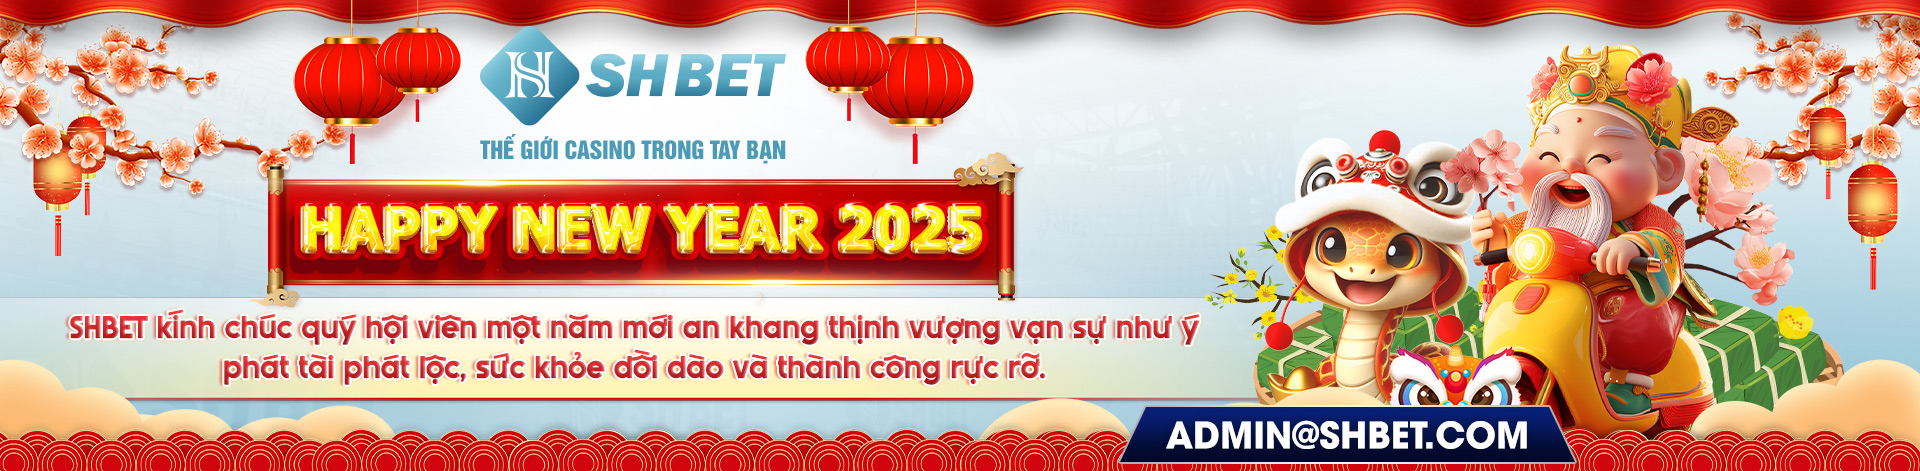 SHBET
THẾ GIỚI CASINO TRONG TAY BẠN
HAPPY NEW YEAR 2025
SHBET kính chúc quý hội viên một năm mới an khang thịnh vượng vạn sự như ý
phát tài phát lộc, sức khỏe dồi dào và thành công rực rỡ.
ADMIN@SHBET.COM